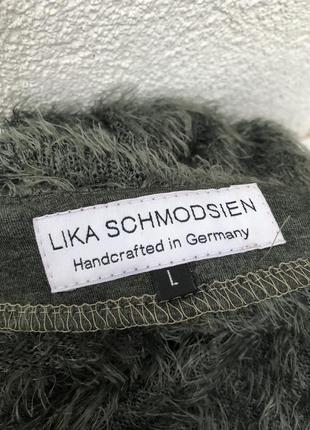 LIKA SCHMODSIEN
Handcrafted in Germany
L